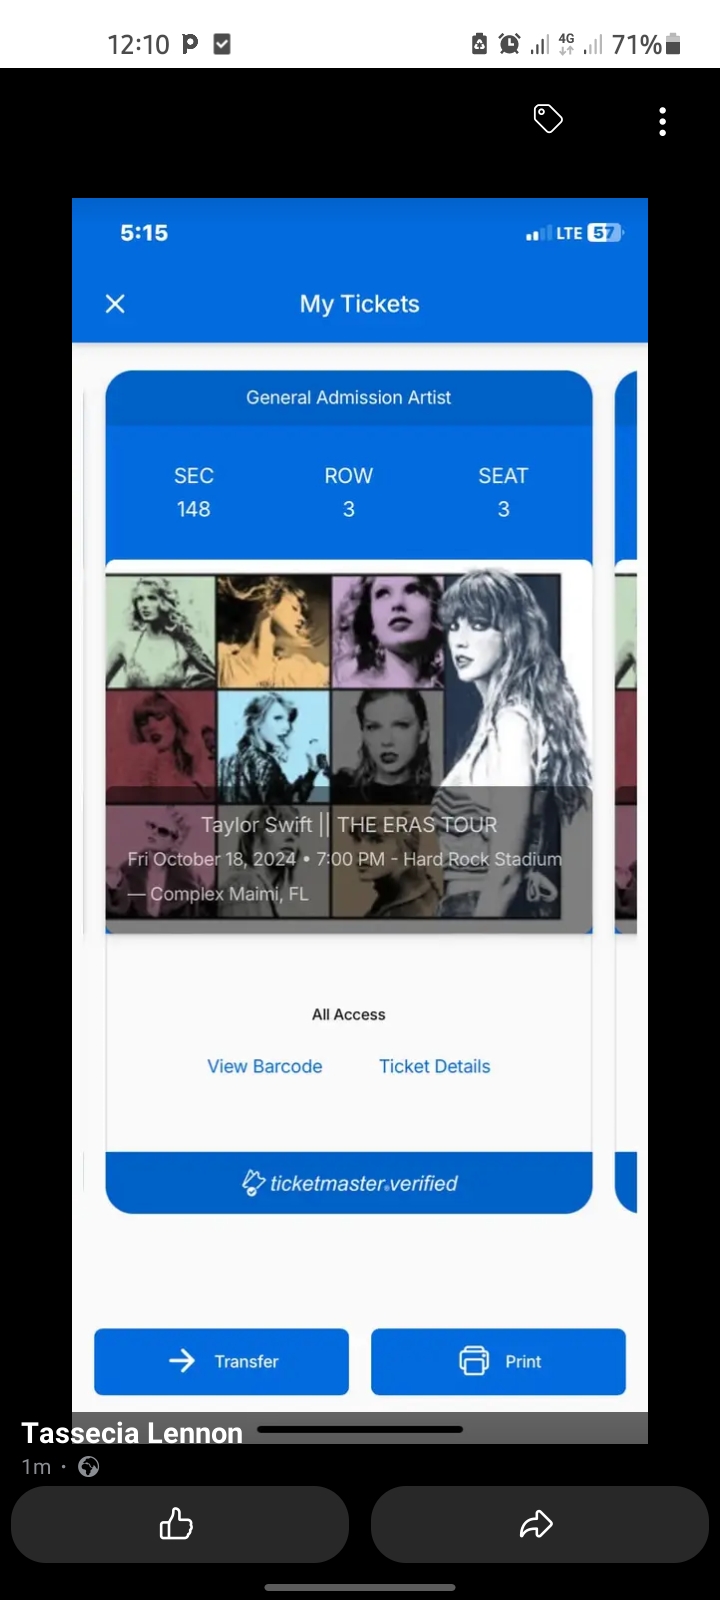 12:10
4G
71%
5:15
LTE 57
My Tickets
General Admission Artist
SEC ROW SEAT
148 3 3
Taylor Swift || THE ERAS TOUR
Fri October 18, 2024 • 7:00 PM - Hard Rock Stadium
— Complex Maimi, FL
All Access
View Barcode Ticket Details
ticketmaster®verified
Transfer Print
Tassecia Lennon
1m ·